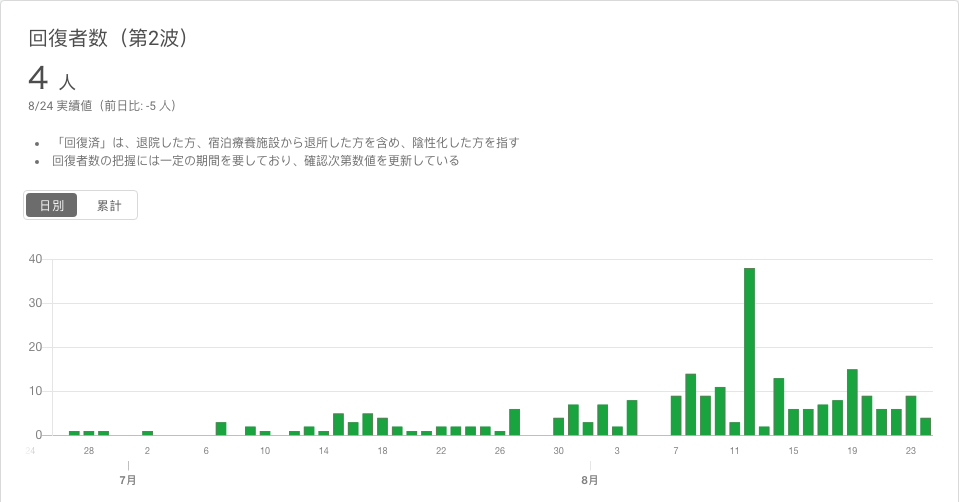 回復者数（第2波）
4 人
8/24 実績値（前日比: -5 人）
• 「回復済」は、退院した方、宿泊療養施設から退所した方を含め、陰性化した方を指す
• 回復者数の把握には一定の期間を要しており、確認次第数値を更新している
日別 累計
40
30
20
10
0
24 28 2 6 10 14 18 22 26 30 3 7 11 15 19 23
7月 8月